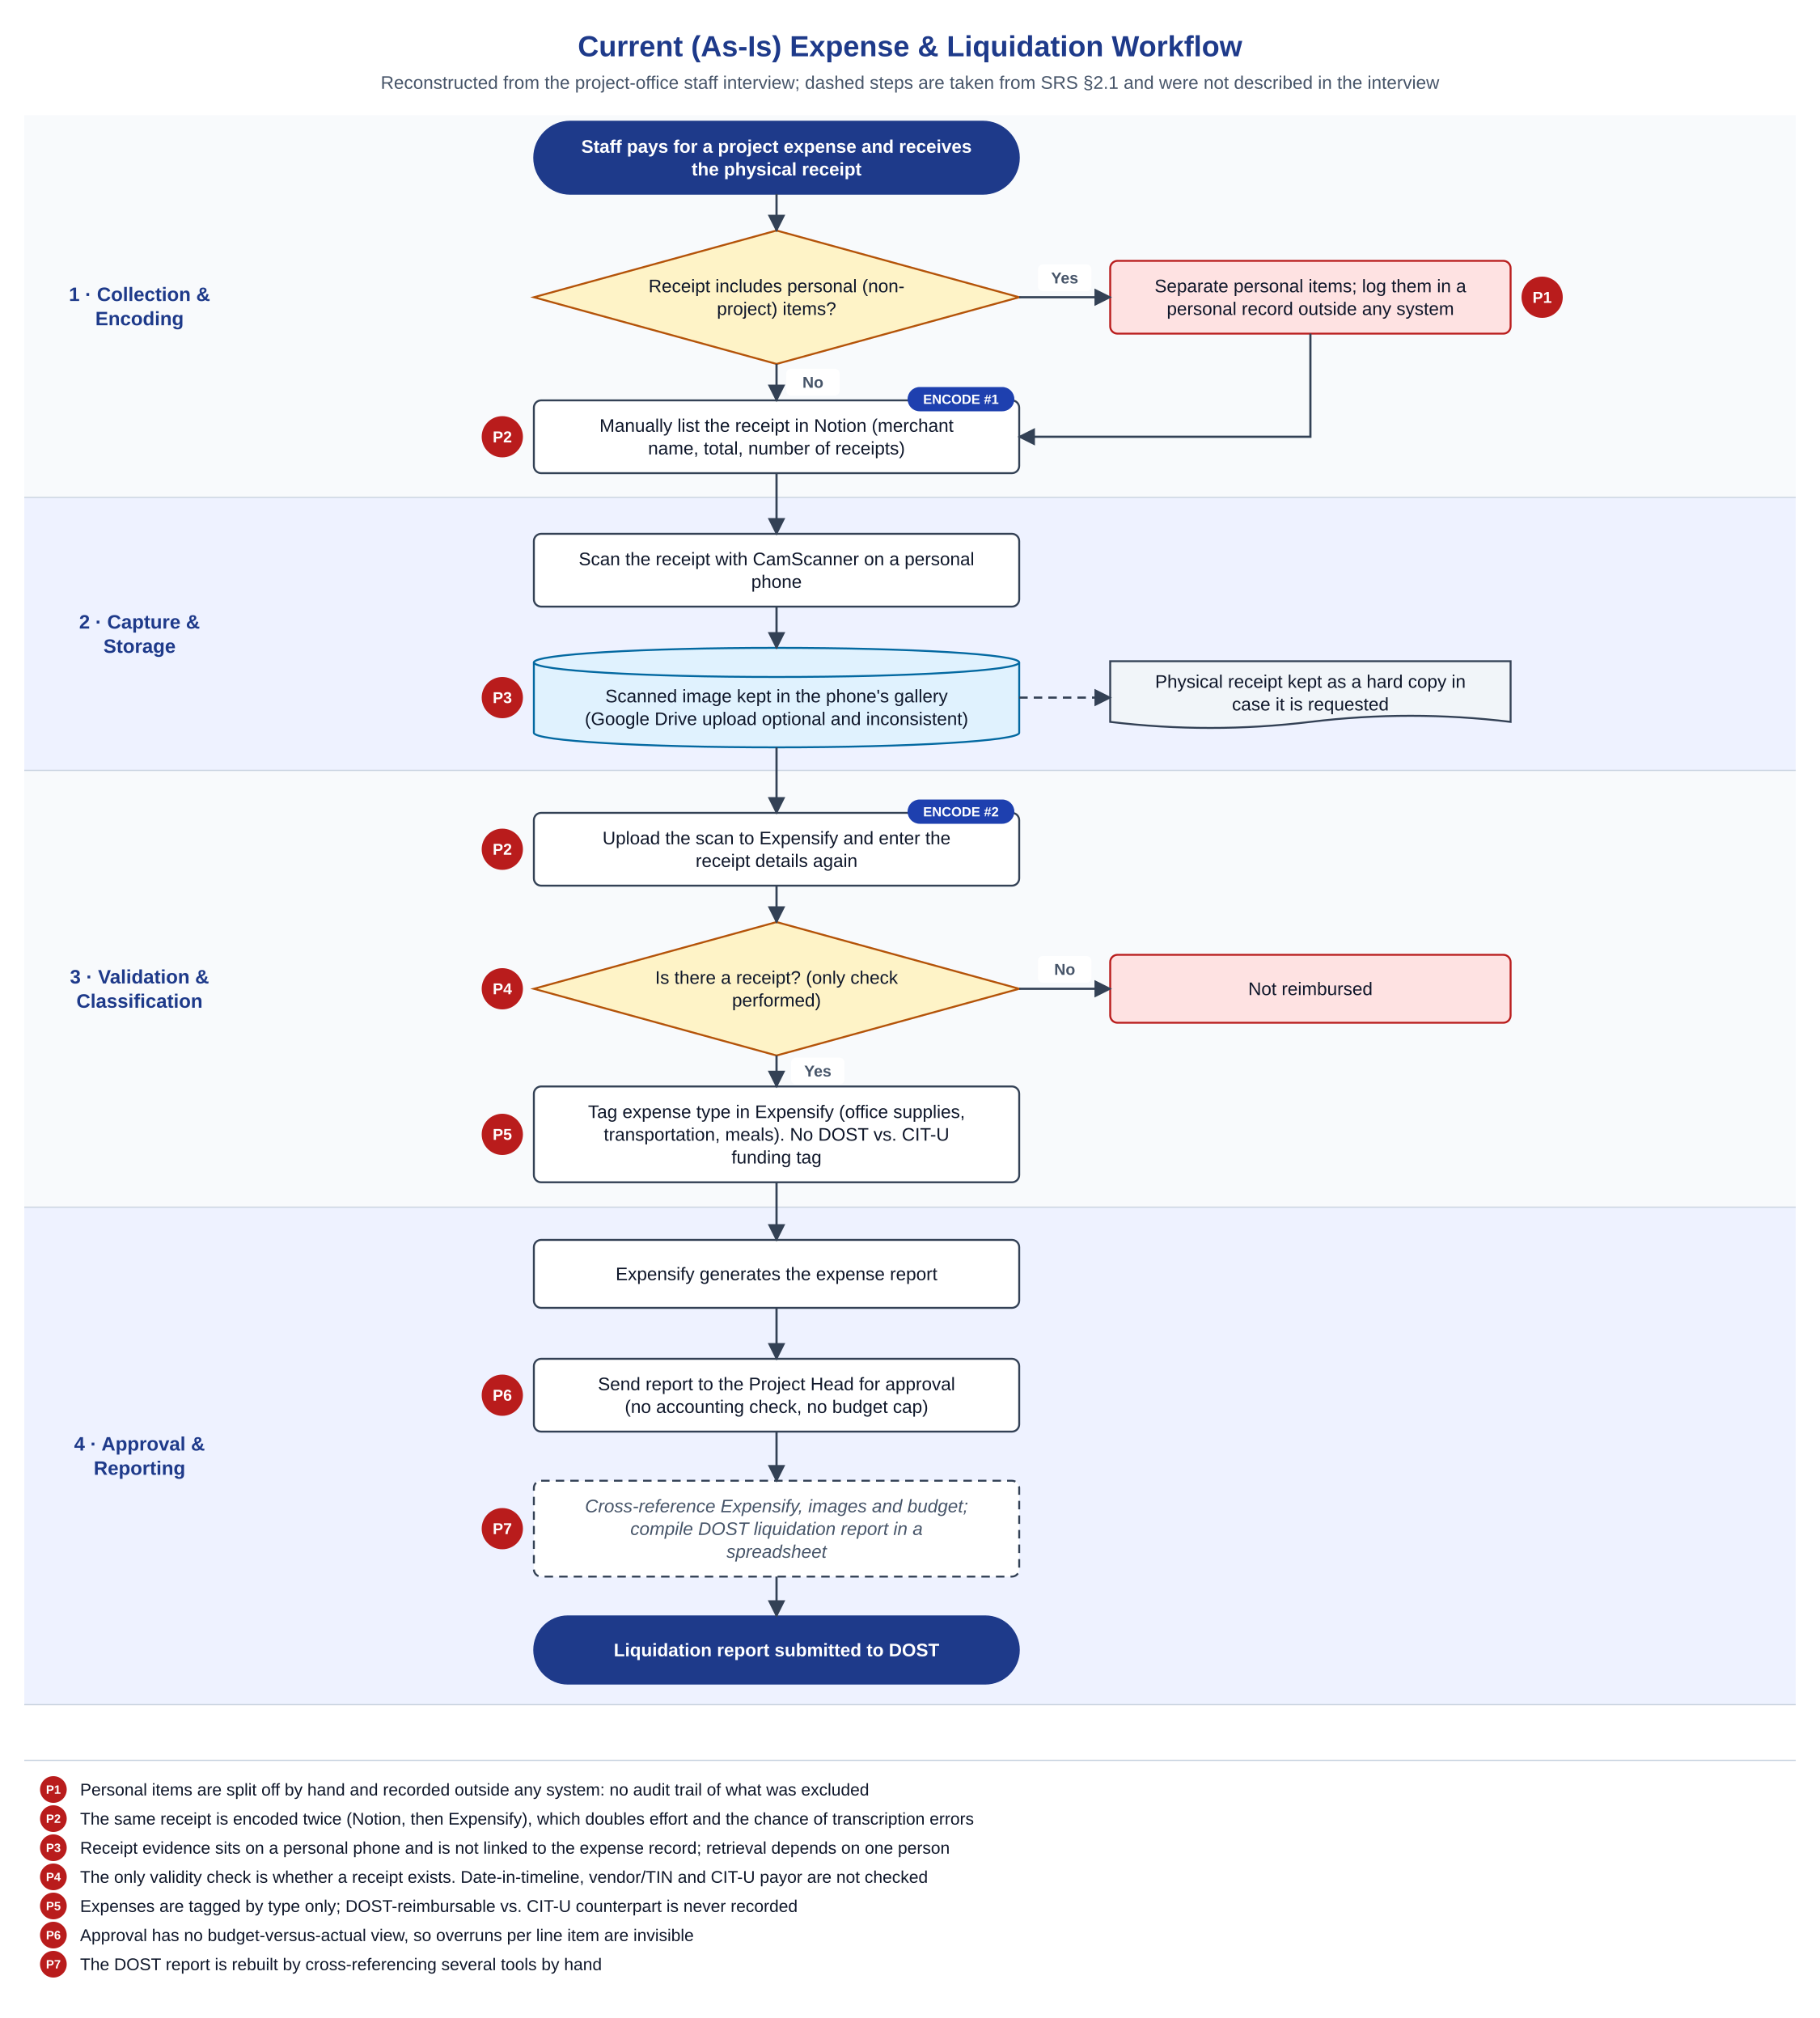 Current (As-Is) Expense & Liquidation Workflow
Reconstructed from the project-office staff interview; dashed steps are taken from SRS §2.1 and were not described in the interview
Staff pays for a project expense and receives
the physical receipt
1 · Collection &
Encoding
Receipt includes personal (non-
project) items?
Yes
Separate personal items; log them in a
personal record outside any system
P1
No
ENCODE #1
P2
Manually list the receipt in Notion (merchant
name, total, number of receipts)
2 · Capture &
Storage
Scan the receipt with CamScanner on a personal
phone
P3
Scanned image kept in the phone's gallery
(Google Drive upload optional and inconsistent)
Physical receipt kept as a hard copy in
case it is requested
3 · Validation &
Classification
ENCODE #2
P2
Upload the scan to Expensify and enter the
receipt details again
P4
Is there a receipt? (only check
performed)
No
Not reimbursed
Yes
P5
Tag expense type in Expensify (office supplies,
transportation, meals). No DOST vs. CIT-U
funding tag
4 · Approval &
Reporting
Expensify generates the expense report
P6
Send report to the Project Head for approval
(no accounting check, no budget cap)
P7
Cross-reference Expensify, images and budget;
compile DOST liquidation report in a
spreadsheet
Liquidation report submitted to DOST
P1 Personal items are split off by hand and recorded outside any system: no audit trail of what was excluded
P2 The same receipt is encoded twice (Notion, then Expensify), which doubles effort and the chance of transcription errors
P3 Receipt evidence sits on a personal phone and is not linked to the expense record; retrieval depends on one person
P4 The only validity check is whether a receipt exists. Date-in-timeline, vendor/TIN and CIT-U payor are not checked
P5 Expenses are tagged by type only; DOST-reimbursable vs. CIT-U counterpart is never recorded
P6 Approval has no budget-versus-actual view, so overruns per line item are invisible
P7 The DOST report is rebuilt by cross-referencing several tools by hand